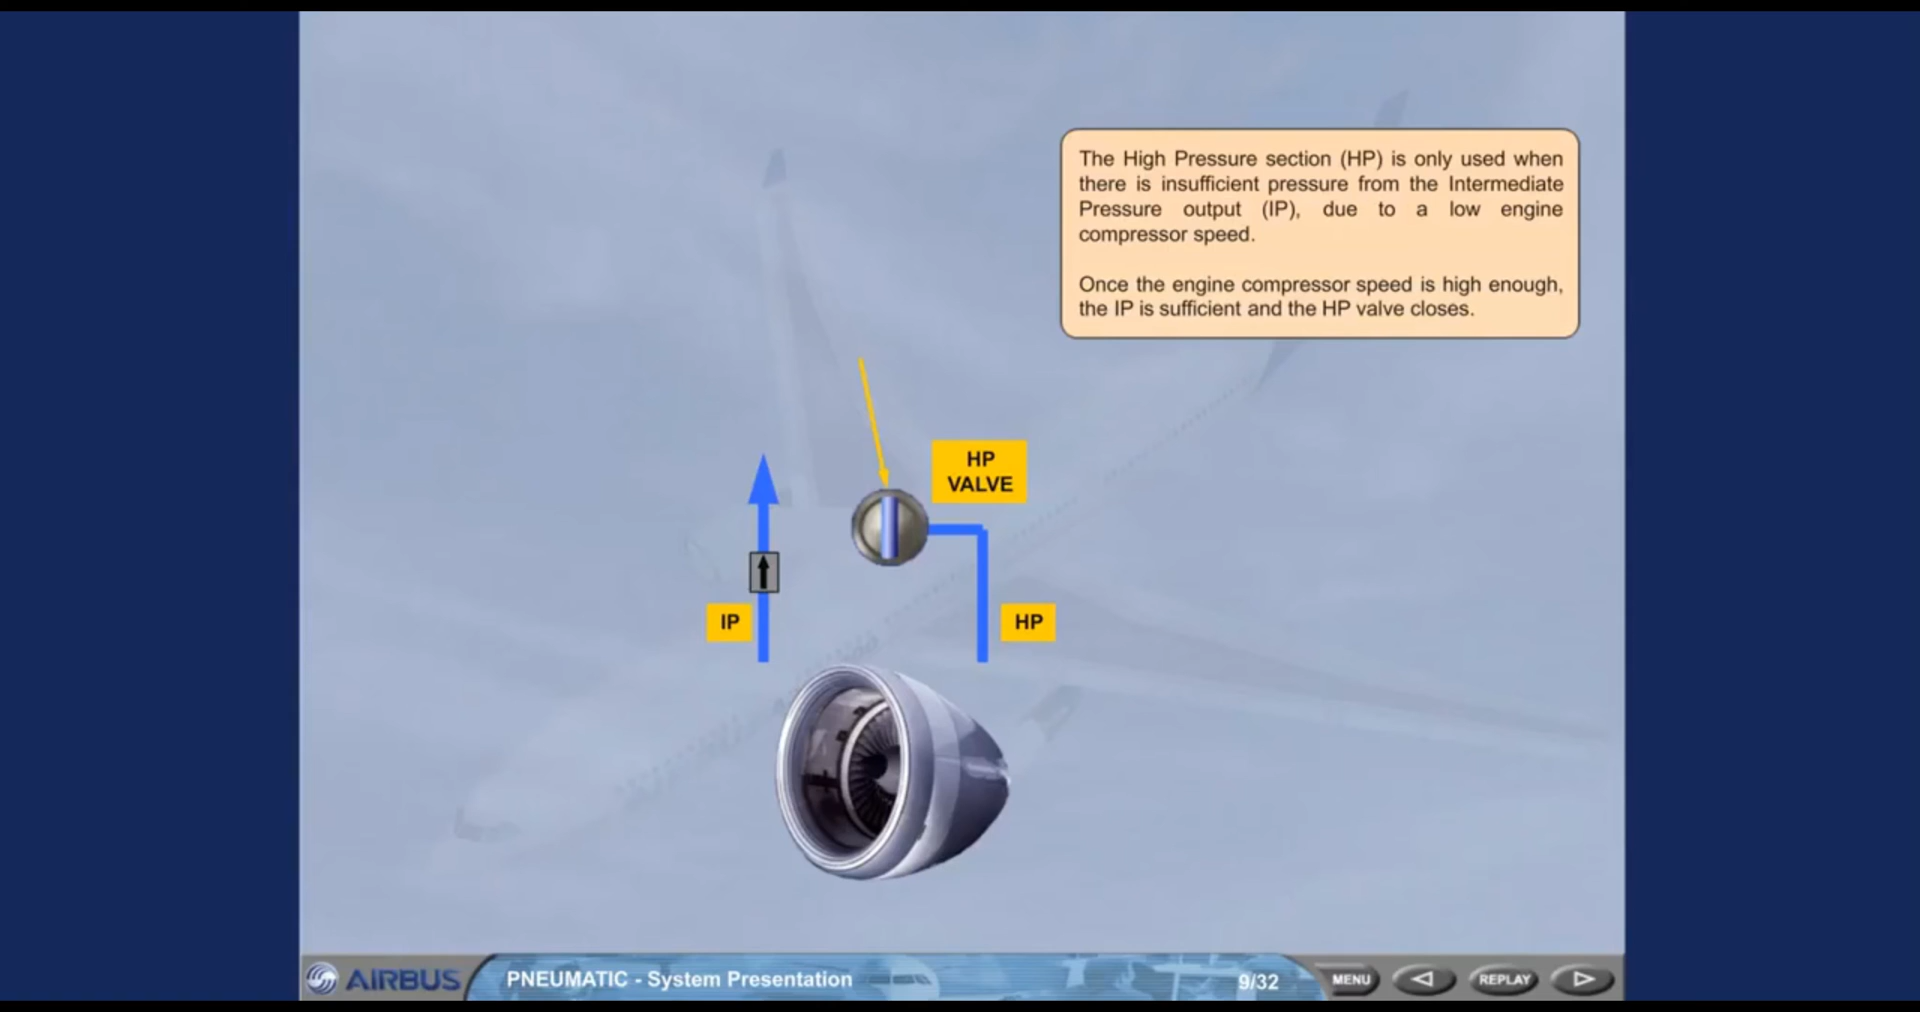 The High Pressure section (HP) is only used when
there is insufficient pressure from the Intermediate
Pressure output (IP), due to a low engine
compressor speed.
Once the engine compressor speed is high enough,
the IP is sufficient and the HP valve closes.
HP
VALVE
IP
HP
AIRBUS
PNEUMATIC - System Presentation
9/32
MENU
REPLAY